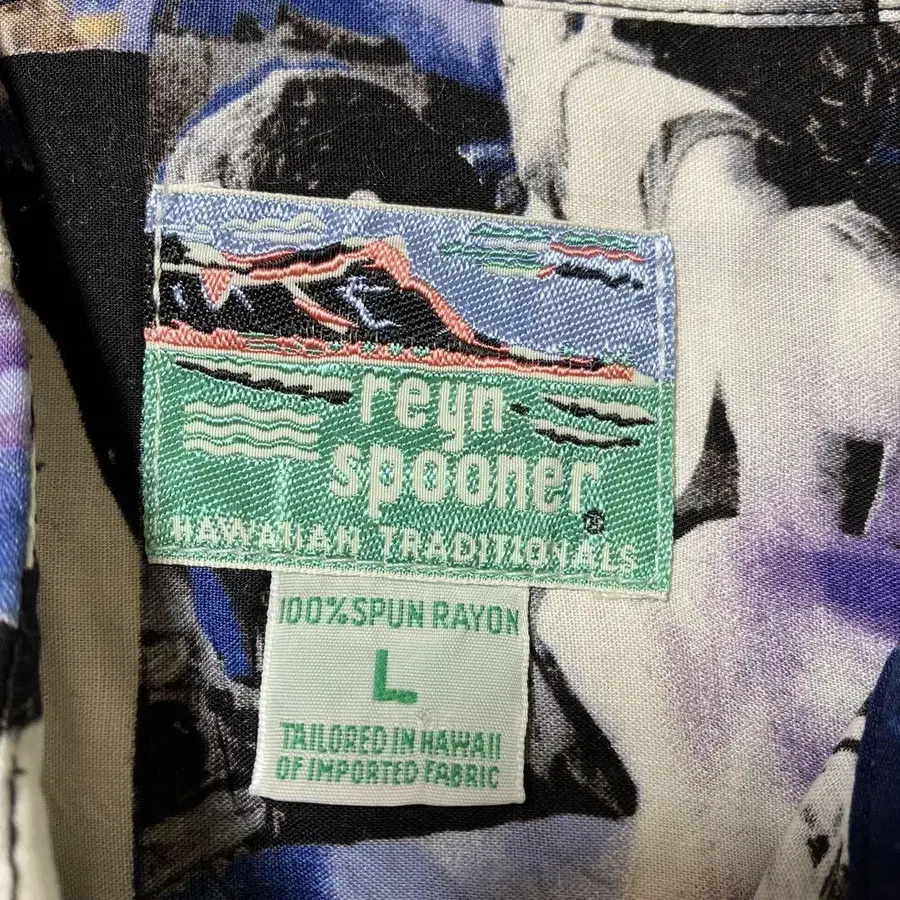 reyn
spooner®
HAWAIIAN TRADITIONALS
100% SPUN RAYON
L
TAILORED IN HAWAII
OF IMPORTED FABRIC